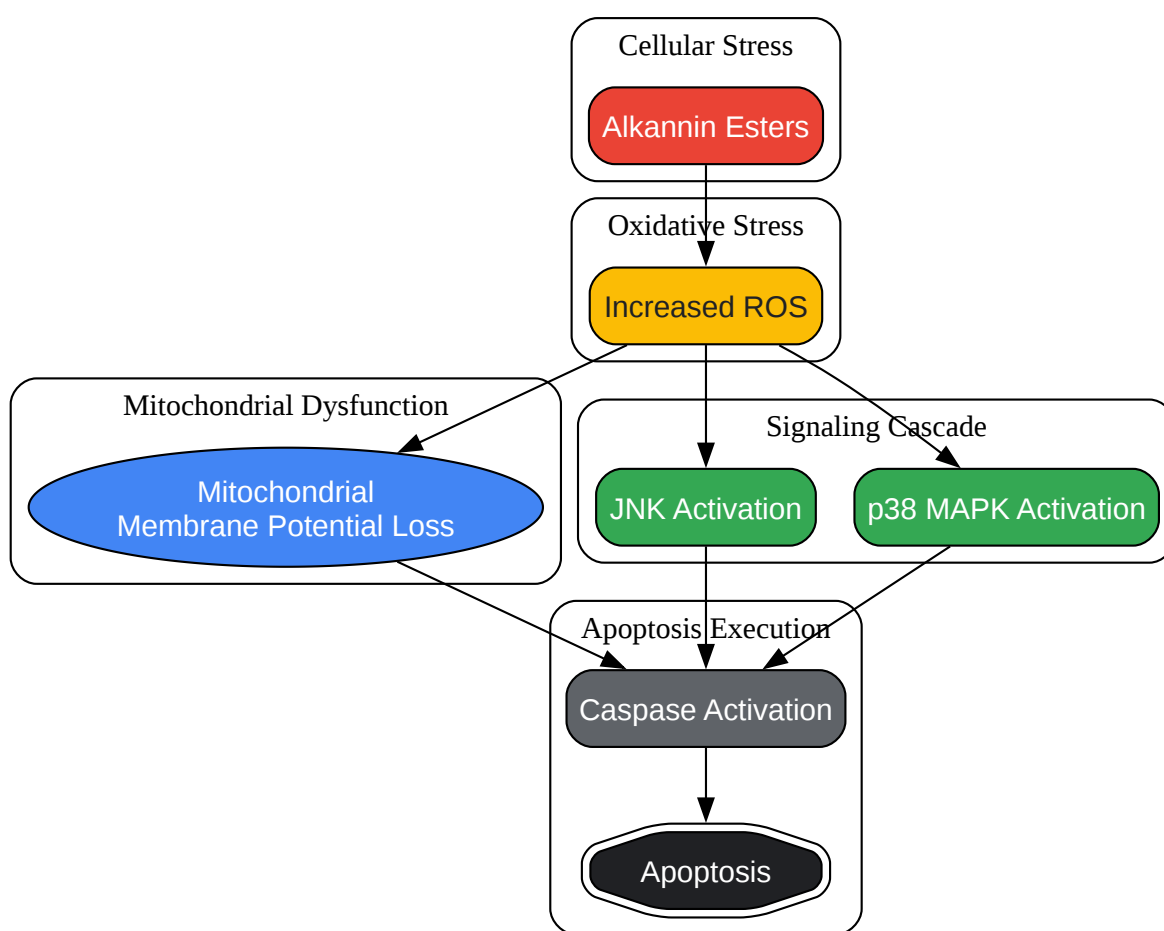 Cellular Stress
Alkannin Esters
Oxidative Stress
Increased ROS
Mitochondrial Dysfunction
Mitochondrial
Membrane Potential Loss
Signaling Cascade
JNK Activation
p38 MAPK Activation
Apoptosis Execution
Caspase Activation
Apoptosis